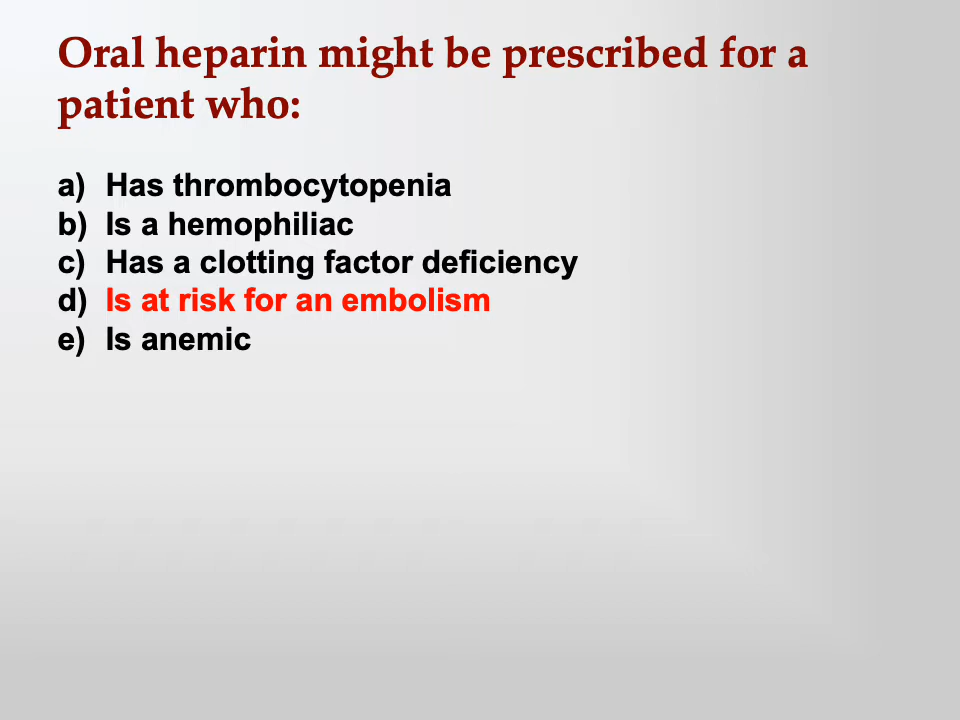 Oral heparin might be prescribed for a
patient who:
a) Has thrombocytopenia
b) Is a hemophiliac
c) Has a clotting factor deficiency
d) Is at risk for an embolism
e) Is anemic